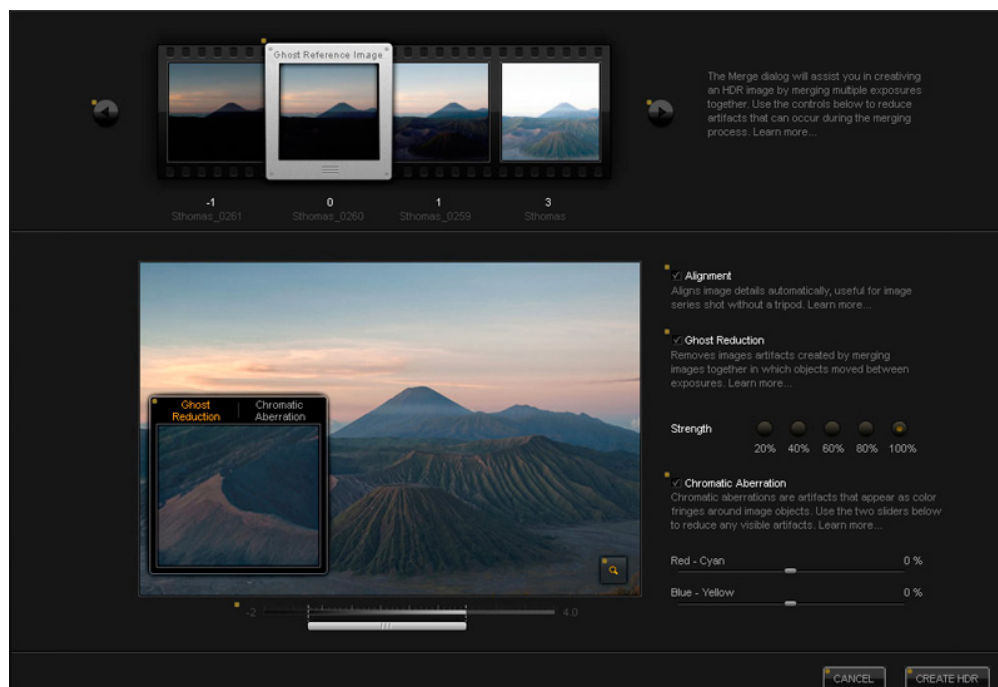 Ghost Reference Image
The Merge dialog will assist you in creativing
an HDR image by merging multiple exposures
together. Use the controls below to reduce
artifacts that can occur during the merging
process. Learn more...
-1
0
1
3
Sthomas_0261
Sthomas_0260
Sthomas_0259
Sthomas
Alignment
Aligns image details automatically, useful for image
series shot without a tripod. Learn more...
Ghost Reduction
Removes images artifacts created by merging
images together in which objects moved between
exposures. Learn more...
Ghost
Reduction
Chromatic
Aberration
Strength
20% 40% 60% 80% 100%
Chromatic Aberration
Chromatic aberrations are artifacts that appear as color
fringes around image objects. Use the two sliders below
to reduce any visible artifacts. Learn more...
Red - Cyan 0 %
Blue - Yellow 0 %
-2
4.0
CANCEL
CREATE HDR